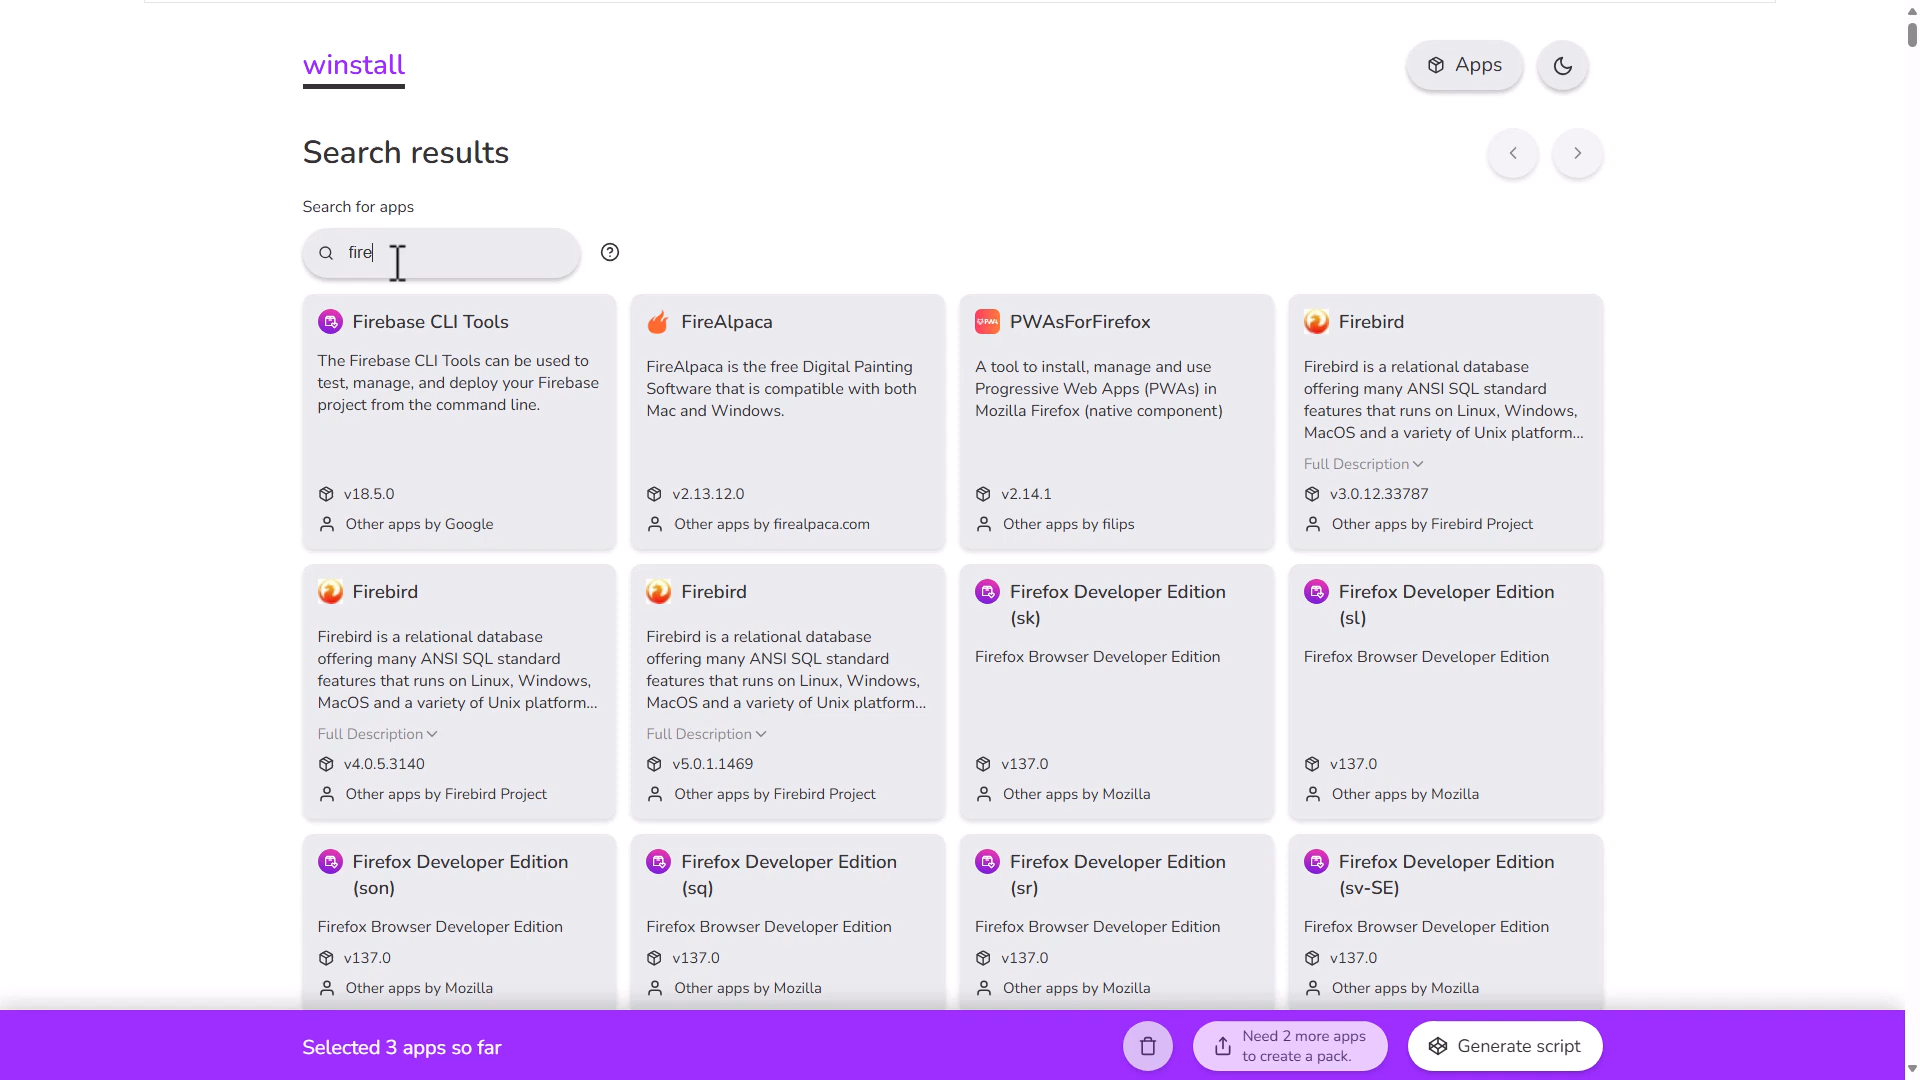 winstall
Apps
Search results
Search for apps
fire
Firebase CLI Tools
The Firebase CLI Tools can be used to
test, manage, and deploy your Firebase
project from the command line.
v18.5.0
Other apps by Google
FireAlpaca
FireAlpaca is the free Digital Painting
Software that is compatible with both
Mac and Windows.
v2.13.12.0
Other apps by firealpaca.com
PWAsForFirefox
A tool to install, manage and use
Progressive Web Apps (PWAs) in
Mozilla Firefox (native component)
v2.14.1
Other apps by filips
Firebird
Firebird is a relational database
offering many ANSI SQL standard
features that runs on Linux, Windows,
MacOS and a variety of Unix platform...
Full Description
v3.0.12.33787
Other apps by Firebird Project
Firebird
Firebird is a relational database
offering many ANSI SQL standard
features that runs on Linux, Windows,
MacOS and a variety of Unix platform...
Full Description
v4.0.5.3140
Other apps by Firebird Project
Firebird
Firebird is a relational database
offering many ANSI SQL standard
features that runs on Linux, Windows,
MacOS and a variety of Unix platform...
Full Description
v5.0.1.1469
Other apps by Firebird Project
Firefox Developer Edition
(sk)
Firefox Browser Developer Edition
v137.0
Other apps by Mozilla
Firefox Developer Edition
(sl)
Firefox Browser Developer Edition
v137.0
Other apps by Mozilla
Firefox Developer Edition
(son)
Firefox Browser Developer Edition
v137.0
Other apps by Mozilla
Firefox Developer Edition
(sq)
Firefox Browser Developer Edition
v137.0
Other apps by Mozilla
Firefox Developer Edition
(sr)
Firefox Browser Developer Edition
v137.0
Other apps by Mozilla
Firefox Developer Edition
(sv-SE)
Firefox Browser Developer Edition
v137.0
Other apps by Mozilla
Selected 3 apps so far
Need 2 more apps
to create a pack.
Generate script